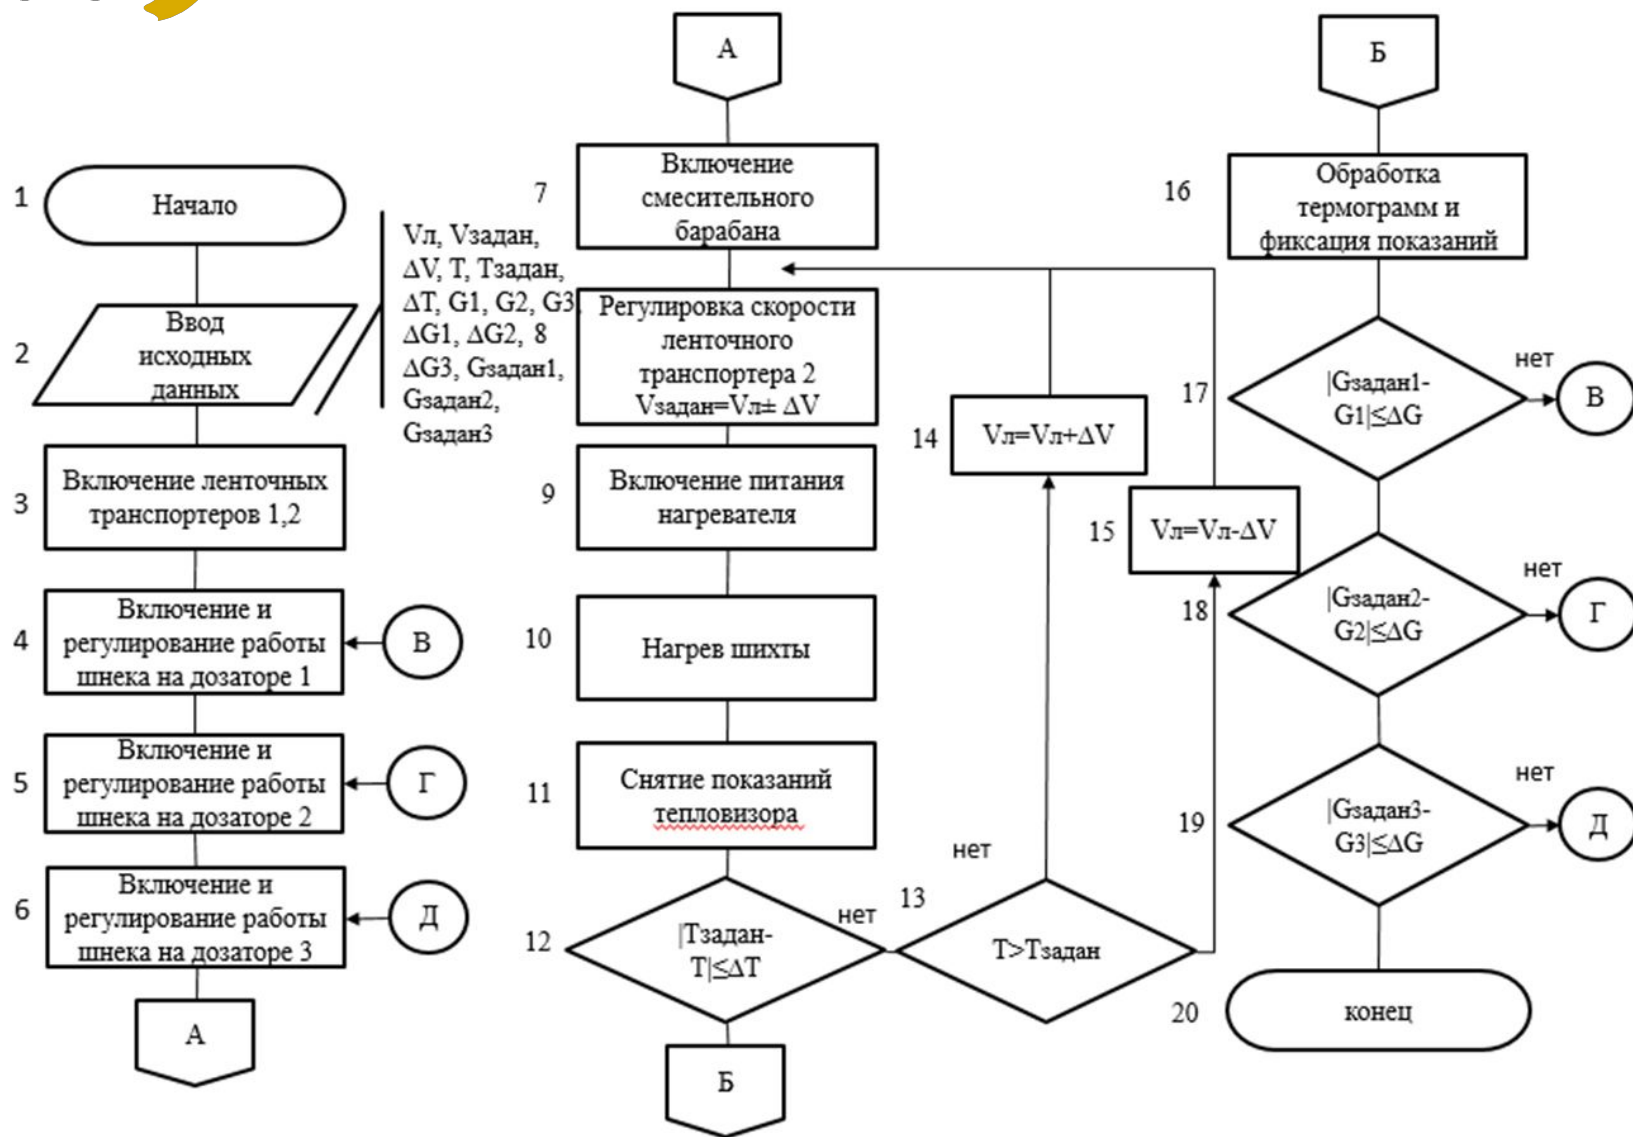 1
Начало
2
Ввод
исходных
данных
Vл, Vзадан,
ΔV, T, Tзадан,
ΔT, G1, G2, G3
ΔG1, ΔG2, 8
ΔG3, Gзадан1,
Gзадан2,
Gзадан3
3
Включение ленточных
транспортеров 1,2
4
Включение и
регулирование работы
шнека на дозаторе 1
В
5
Включение и
регулирование работы
шнека на дозаторе 2
Г
6
Включение и
регулирование работы
шнека на дозаторе 3
Д
А
А
7
Включение
смесительного
барабана
Регулировка скорости
ленточного
транспортера 2
Vзадан=Vл± ΔV
9
Включение питания
нагревателя
10
Нагрев шихты
11
Снятие показаний
тепловизора
12
|Tзадан-
T|≤ΔT
нет
Б
13
T>Tзадан
нет
14
Vл=Vл+ΔV
15
Vл=Vл-ΔV
Б
16
Обработка
термограмм и
фиксация показаний
17
|Gзадан1-
G1|≤ΔG
нет
В
18
|Gзадан2-
G2|≤ΔG
нет
Г
19
|Gзадан3-
G3|≤ΔG
нет
Д
20
конец